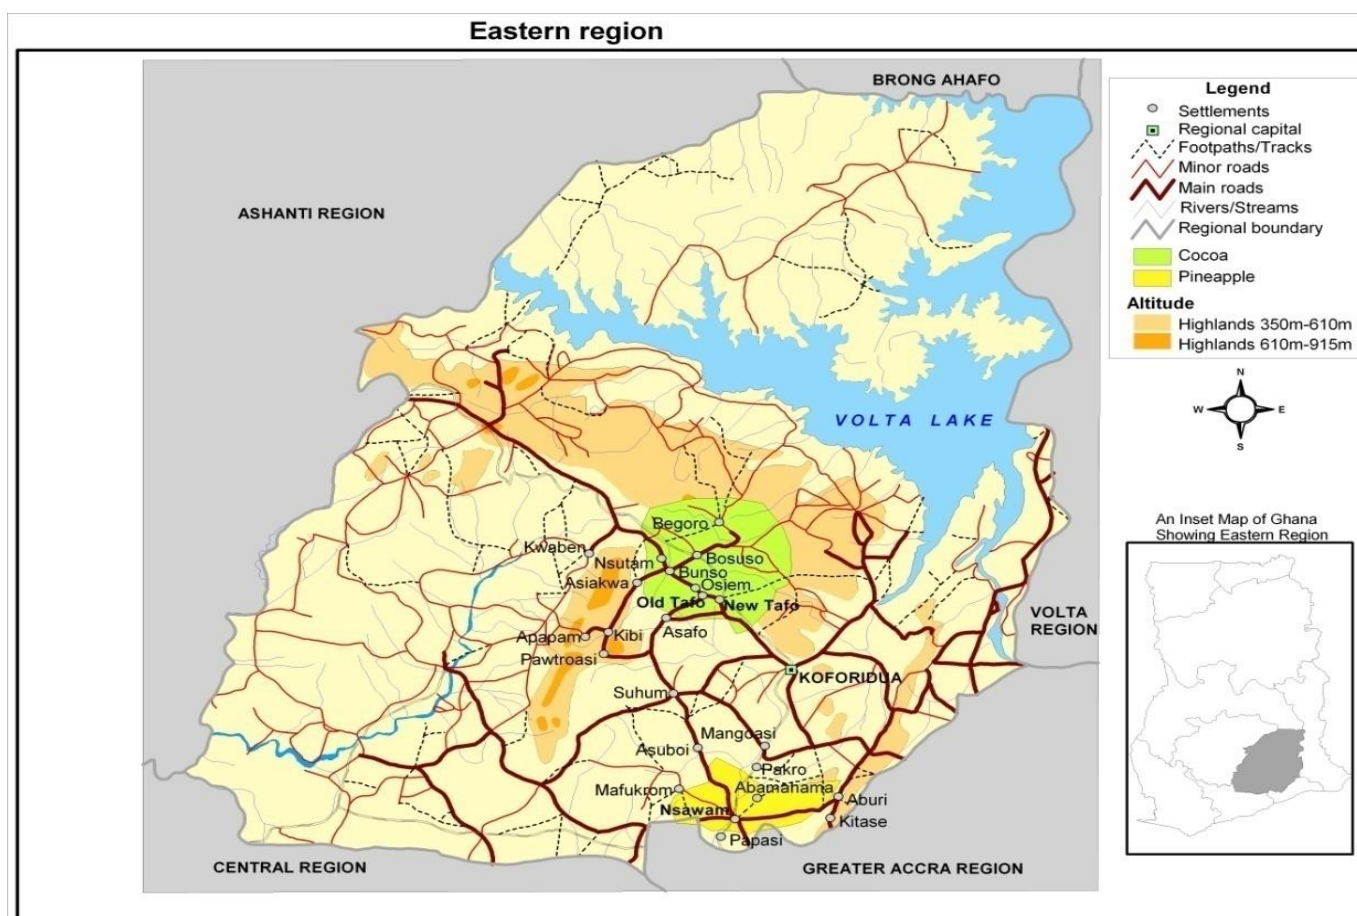 Eastern region
BRONG AHAFO
ASHANTI REGION
VOLTA LAKE
Begoro
Kwaben
Nsutam
Bosuso
Bunso
Asiakwa
Osiem
Old Tafo
New Tafo
Asafo
Apapam
Kibi
Pawtroasi
KOFORIDUA
VOLTA
REGION
Suhum
Mangoasi
Asuboi
Pakro
Mafukrom
Abamahama
Aburi
Nsawam
Kitase
Papasi
CENTRAL REGION
GREATER ACCRA REGION
Legend
Settlements
Regional capital
Footpaths/Tracks
Minor roads
Main roads
Rivers/Streams
Regional boundary
Cocoa
Pineapple
Altitude
Highlands 350m-610m
Highlands 610m-915m
N
W
E
S
An Inset Map of Ghana
Showing Eastern Region